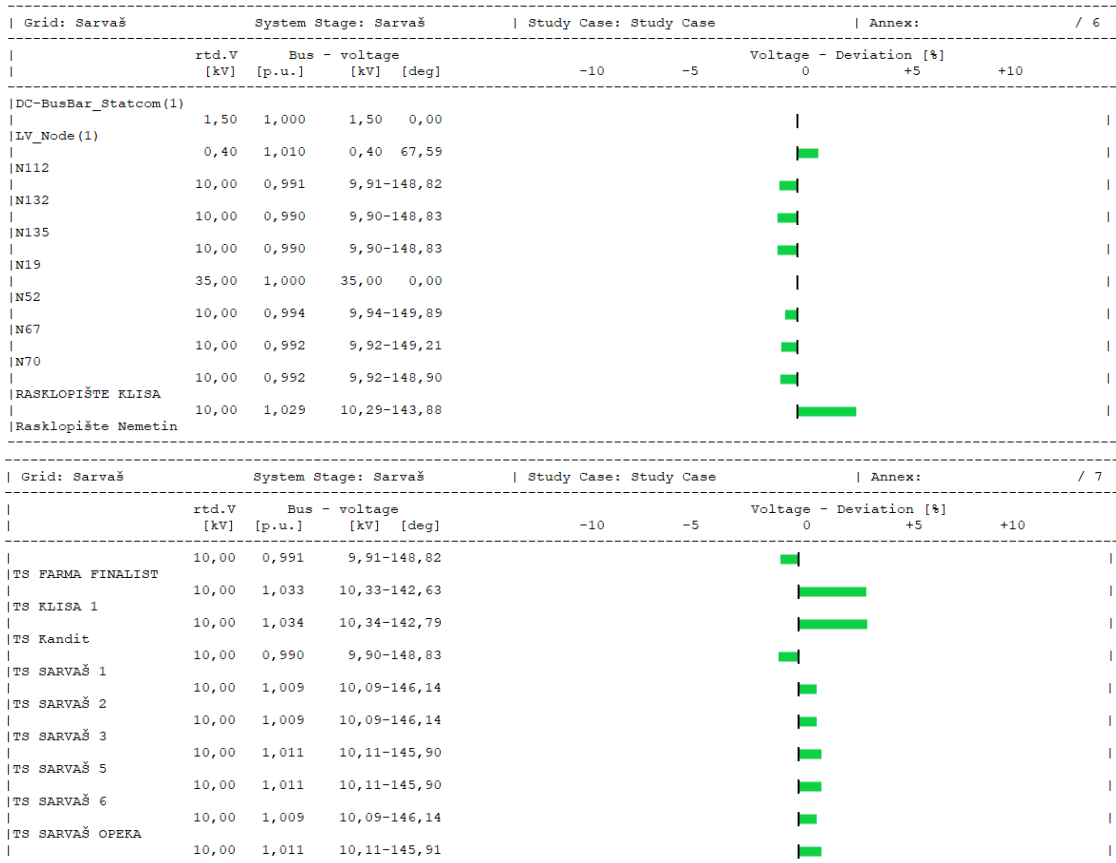 | Grid: Sarvaš System Stage: Sarvaš | Study Case: Study Case | Annex: / 6
| rtd.V Bus - voltage Voltage - Deviation [%]
| [kV] [p.u.] [kV] [deg] -10 -5 0 +5 +10
|DC-BusBar_Statcom(1)
| 1,50 1,000 1,50 0,00 |
|LV_Node(1)
| 0,40 1,010 0,40 67,59 |
|N112
| 10,00 0,991 9,91-148,82 |
|N132
| 10,00 0,990 9,90-148,83 |
|N135
| 10,00 0,990 9,90-148,83 |
|N19
| 35,00 1,000 35,00 0,00 |
|N52
| 10,00 0,994 9,94-149,89 |
|N67
| 10,00 0,992 9,92-149,21 |
|N70
| 10,00 0,992 9,92-148,90 |
|RASKLOPIŠTE KLISA
| 10,00 1,029 10,29-143,88 |
|Rasklopište Nemetin
| Grid: Sarvaš System Stage: Sarvaš | Study Case: Study Case | Annex: / 7
| rtd.V Bus - voltage Voltage - Deviation [%]
| [kV] [p.u.] [kV] [deg] -10 -5 0 +5 +10
| 10,00 0,991 9,91-148,82 |
|TS FARMA FINALIST
| 10,00 1,033 10,33-142,63 |
|TS KLISA 1
| 10,00 1,034 10,34-142,79 |
|TS Kandit
| 10,00 0,990 9,90-148,83 |
|TS SARVAŠ 1
| 10,00 1,009 10,09-146,14 |
|TS SARVAŠ 2
| 10,00 1,009 10,09-146,14 |
|TS SARVAŠ 3
| 10,00 1,011 10,11-145,90 |
|TS SARVAŠ 5
| 10,00 1,011 10,11-145,90 |
|TS SARVAŠ 6
| 10,00 1,009 10,09-146,14 |
|TS SARVAŠ OPEKA
| 10,00 1,011 10,11-145,91 |